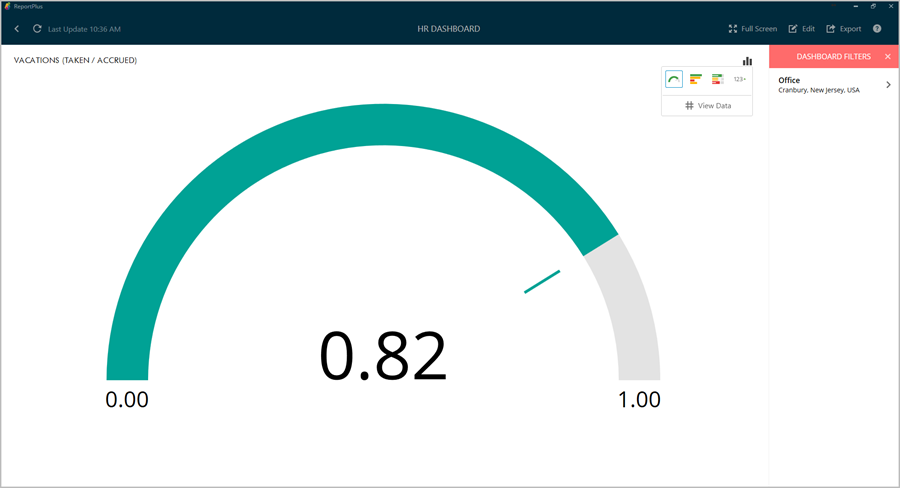 ReportPlus
Last Update 10:36 AM
HR DASHBOARD
Full Screen
Edit
Export
?
VACATIONS (TAKEN / ACCRUED)
123
View Data
DASHBOARD FILTERS
Office
Cranbury, New Jersey, USA
0.82
0.00
1.00